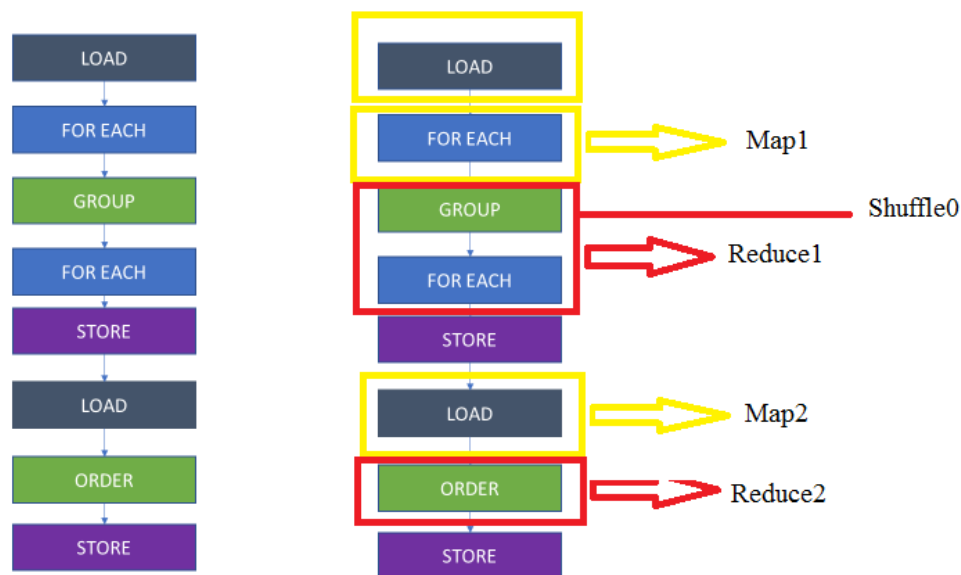 LOAD
FOR EACH
GROUP
FOR EACH
STORE
LOAD
ORDER
STORE
LOAD
FOR EACH
Map1
GROUP
Shuffle0
Reduce1
FOR EACH
STORE
LOAD
Map2
ORDER
Reduce2
STORE